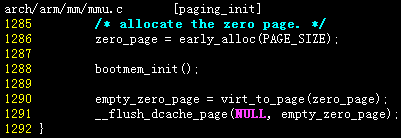 arch/arm/mm/mmu.c [paging_init]
1285 /* allocate the zero page. */
1286 zero_page = early_alloc(PAGE_SIZE);
1287
1288 bootmem_init();
1289
1290 empty_zero_page = virt_to_page(zero_page);
1291 __flush_dcache_page(NULL, empty_zero_page);
1292 }